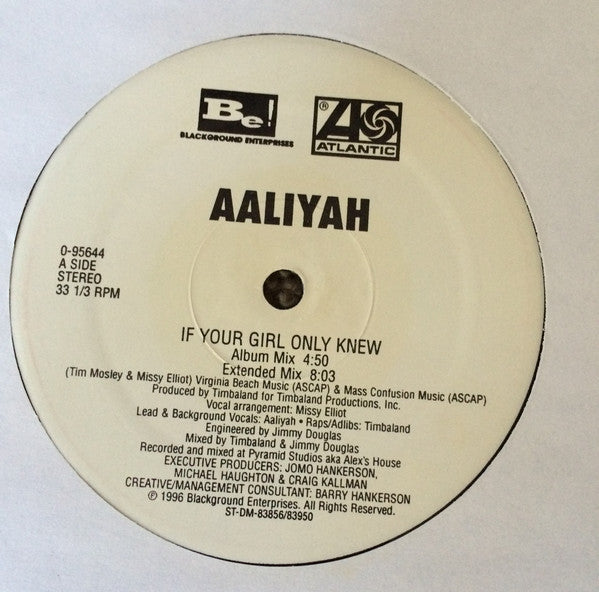 Be!
BLACKGROUND ENTERPRISES
®
A
ATLANTIC
AALIYAH
0-95644
A SIDE
STEREO
33 1/3 RPM
IF YOUR GIRL ONLY KNEW
Album Mix 4:50
Extended Mix 8:03
(Tim Mosley & Missy Elliot) Virginia Beach Music (ASCAP) & Mass Confusion Music (ASCAP)
Produced by Timbaland for Timbaland Productions, Inc.
Vocal arrangement: Missy Elliot
Lead & Background Vocals: Aaliyah • Raps/Adlibs: Timbaland
Engineered by Jimmy Douglas
Mixed by Timbaland & Jimmy Douglas
Recorded and mixed at Pyramid Studios aka Alex's House
EXECUTIVE PRODUCERS: JOMO HANKERSON,
MICHAEL HAUGHTON & CRAIG KALLMAN
CREATIVE/MANAGEMENT CONSULTANT: BARRY HANKERSON
℗ 1996 Blackground Enterprises. All Rights Reserved.
ST-DM-83856/83950